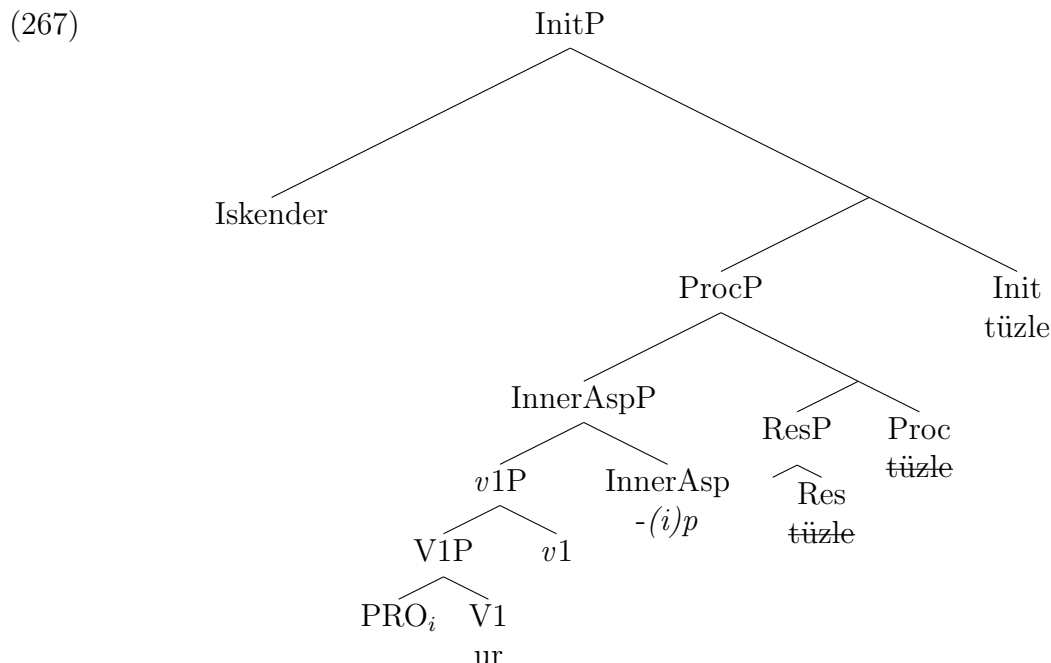 (267) InitP
Iskender
ProcP Init
tüzle
InnerAspP ResP Proc
tüzle
v1P InnerAsp Res
-(i)p tüzle
V1P v1
PROi V1
ur